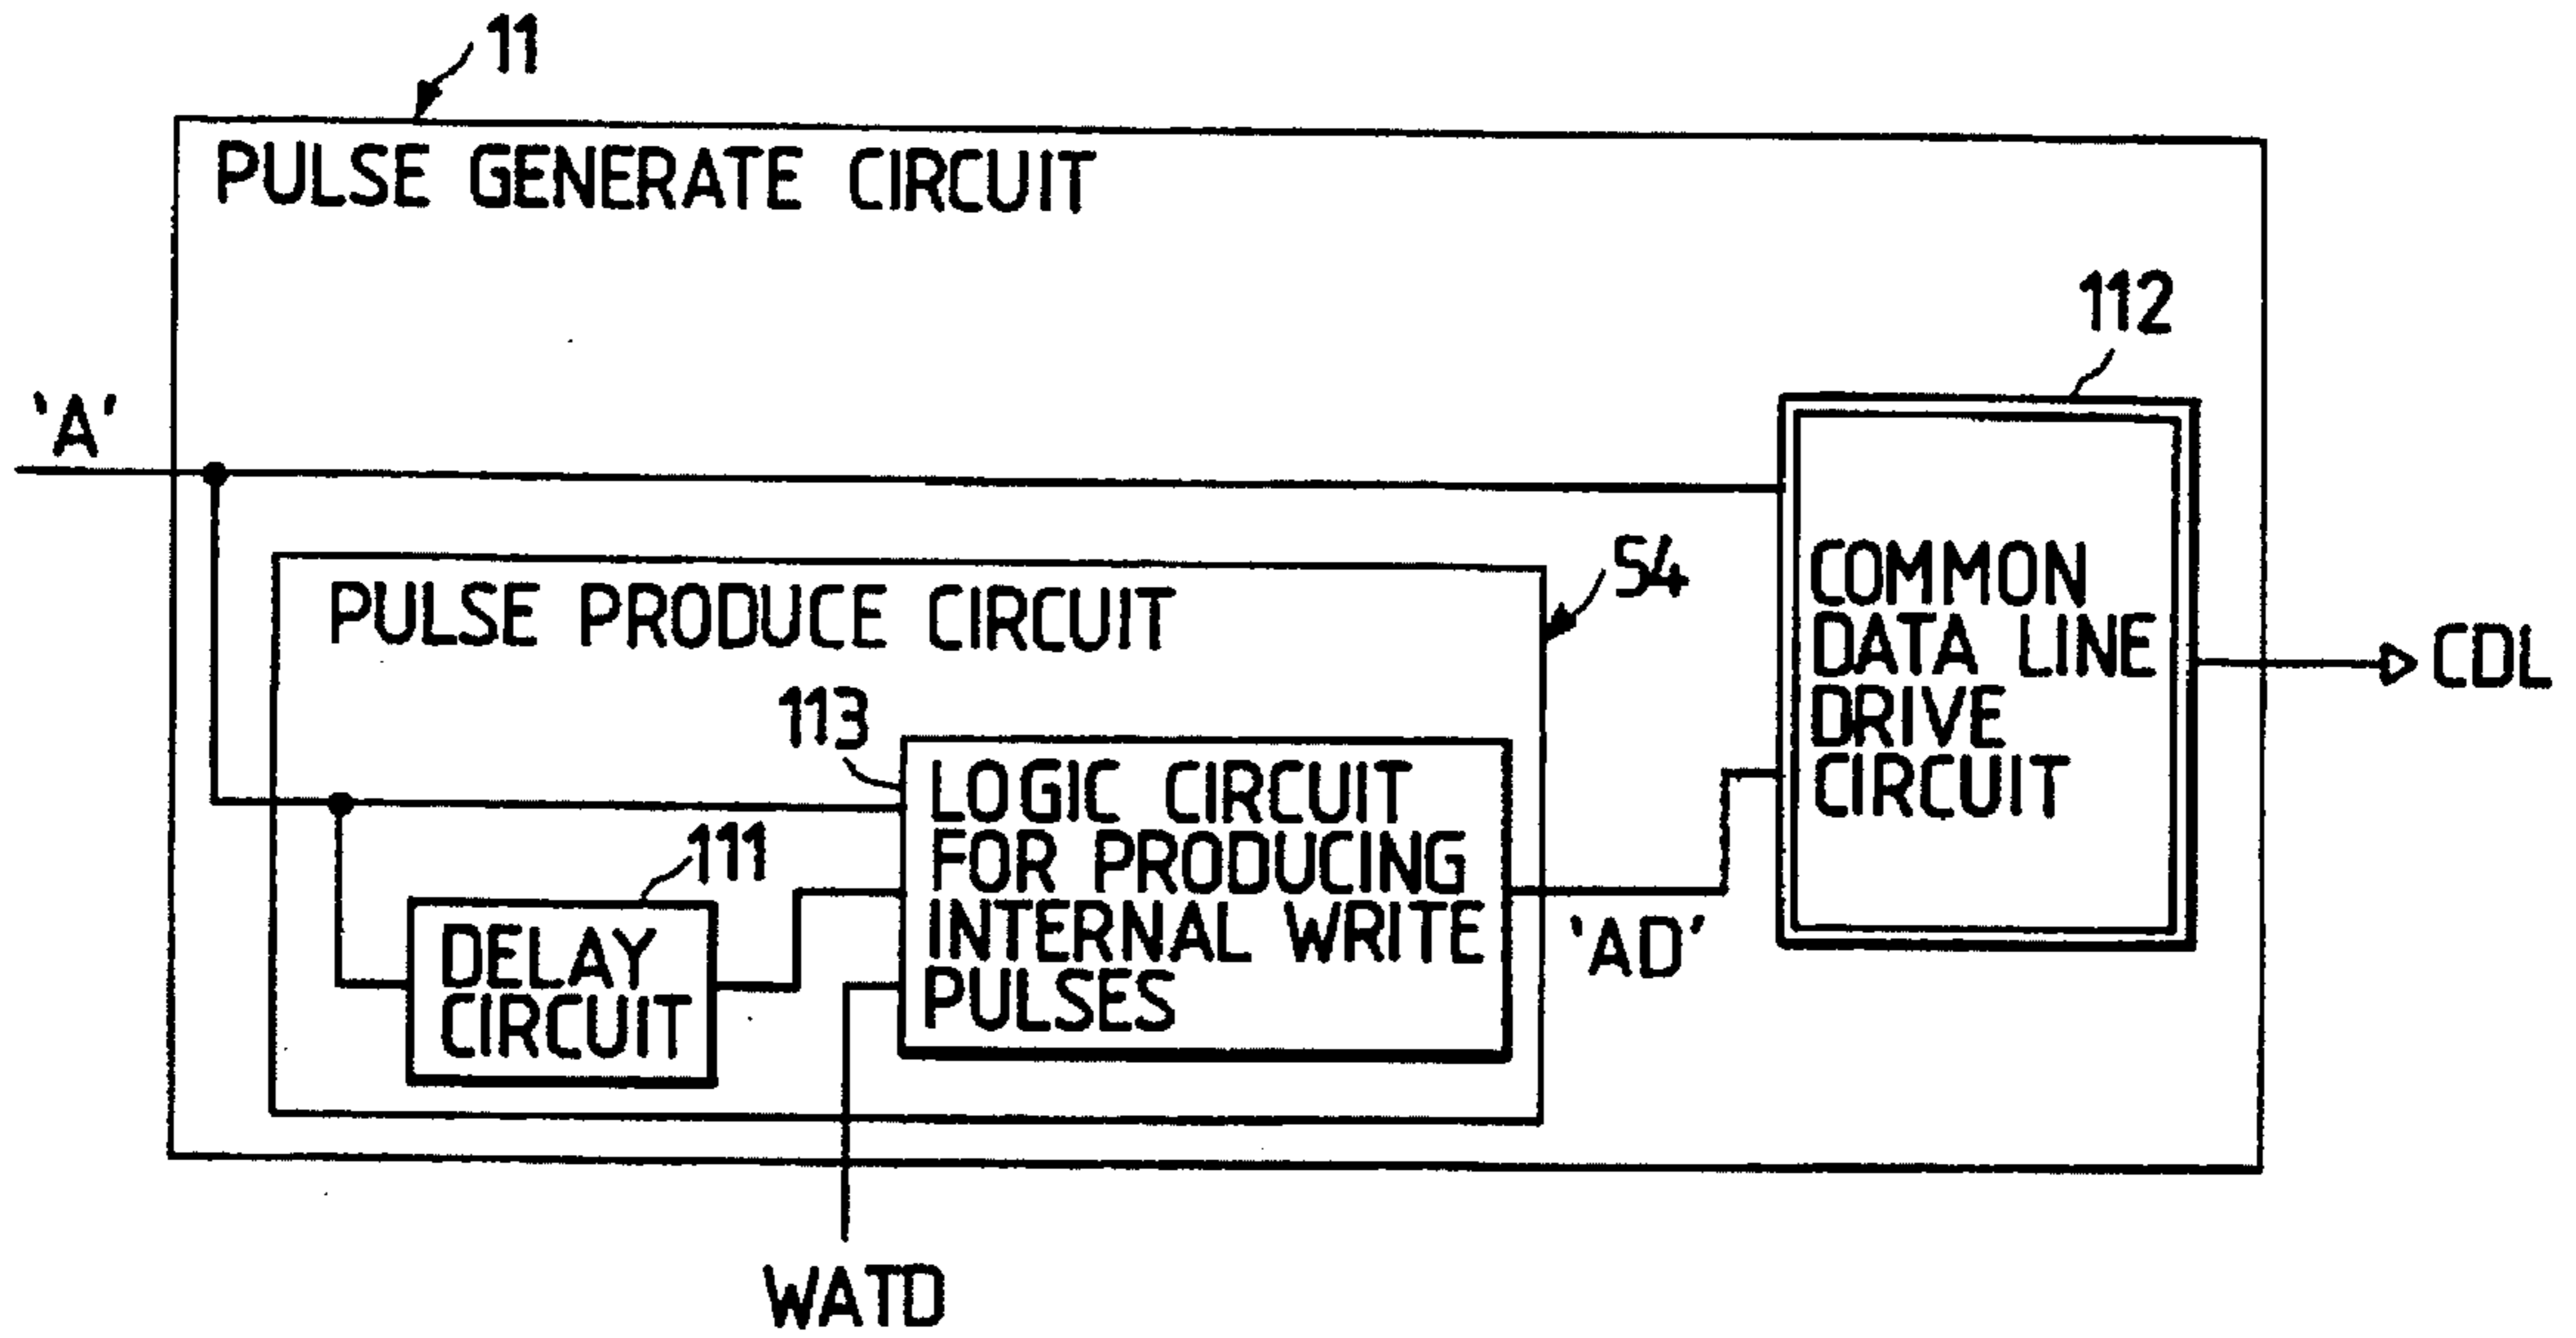 11
PULSE GENERATE CIRCUIT
112
'A'
COMMON
DATA LINE
DRIVE
CIRCUIT
CDL
54
PULSE PRODUCE CIRCUIT
113
LOGIC CIRCUIT
FOR PRODUCING
INTERNAL WRITE
PULSES
111
DELAY
CIRCUIT
'AD'
WATD